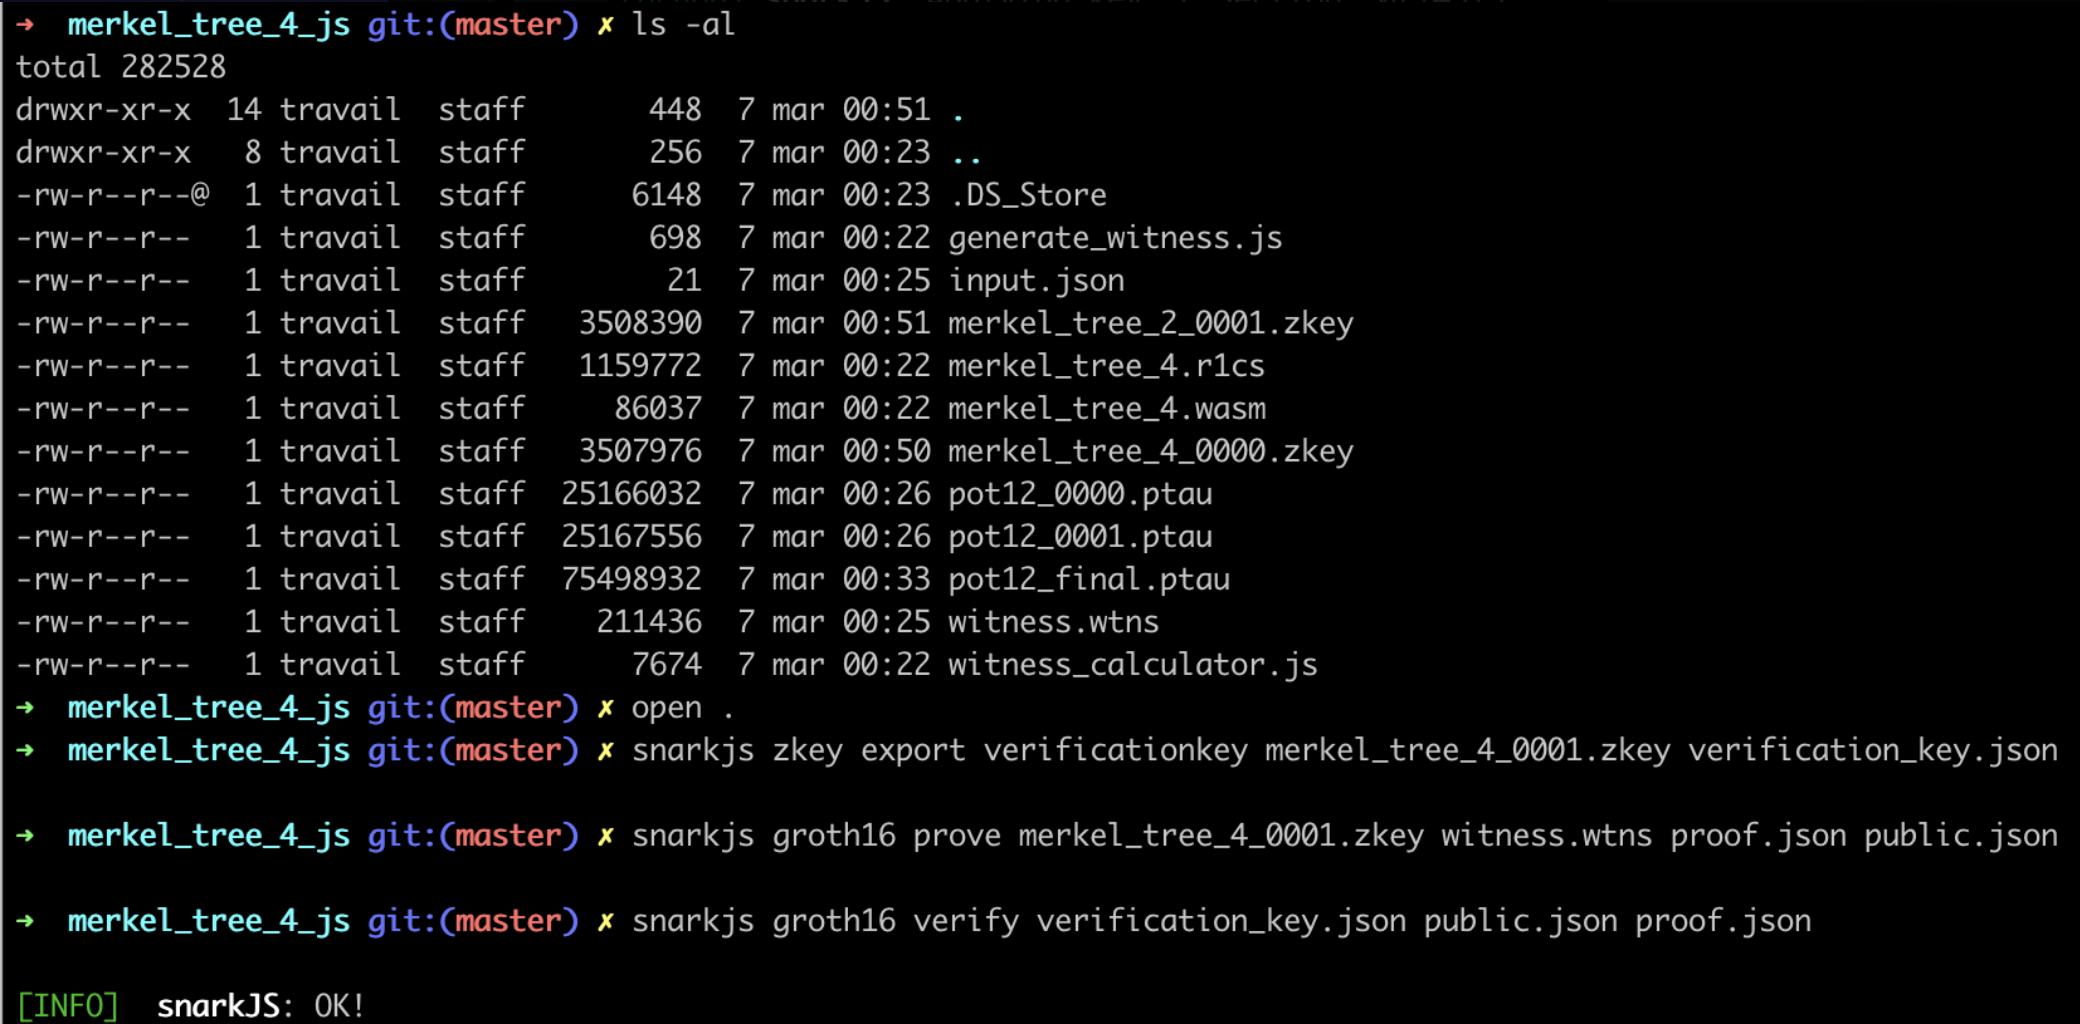 ➜ merkel_tree_4_js git:(master) ✗ ls -al
total 282528
drwxr-xr-x  14 travail  staff       448  7 mar 00:51 .
drwxr-xr-x   8 travail  staff       256  7 mar 00:23 ..
-rw-r--r--@  1 travail  staff      6148  7 mar 00:23 .DS_Store
-rw-r--r--   1 travail  staff       698  7 mar 00:22 generate_witness.js
-rw-r--r--   1 travail  staff        21  7 mar 00:25 input.json
-rw-r--r--   1 travail  staff   3508390  7 mar 00:51 merkel_tree_2_0001.zkey
-rw-r--r--   1 travail  staff   1159772  7 mar 00:22 merkel_tree_4.r1cs
-rw-r--r--   1 travail  staff     86037  7 mar 00:22 merkel_tree_4.wasm
-rw-r--r--   1 travail  staff   3507976  7 mar 00:50 merkel_tree_4_0000.zkey
-rw-r--r--   1 travail  staff  25166032  7 mar 00:26 pot12_0000.ptau
-rw-r--r--   1 travail  staff  25167556  7 mar 00:26 pot12_0001.ptau
-rw-r--r--   1 travail  staff  75498932  7 mar 00:33 pot12_final.ptau
-rw-r--r--   1 travail  staff    211436  7 mar 00:25 witness.wtns
-rw-r--r--   1 travail  staff      7674  7 mar 00:22 witness_calculator.js
➜ merkel_tree_4_js git:(master) ✗ open .
➜ merkel_tree_4_js git:(master) ✗ snarkjs zkey export verificationkey merkel_tree_4_0001.zkey verification_key.json
➜ merkel_tree_4_js git:(master) ✗ snarkjs groth16 prove merkel_tree_4_0001.zkey witness.wtns proof.json public.json
➜ merkel_tree_4_js git:(master) ✗ snarkjs groth16 verify verification_key.json public.json proof.json
[INFO]  snarkJS: OK!